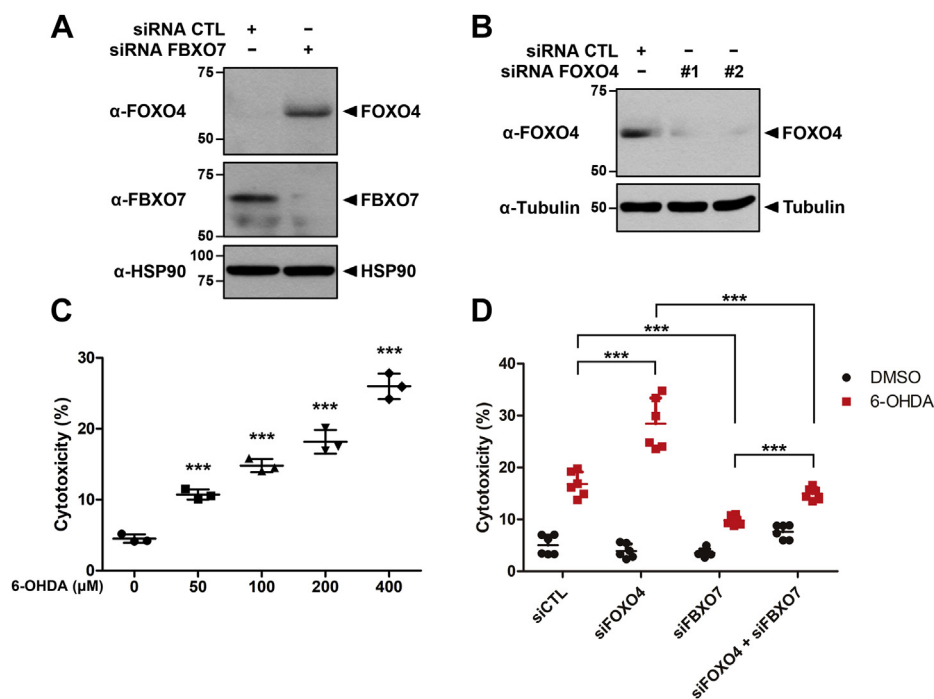 A
siRNA CTL + –
siRNA FBXO7 – +
75
α-FOXO4
FOXO4
50
75
α-FBXO7
FBXO7
50
100
α-HSP90
HSP90
75
B
siRNA CTL + – –
siRNA FOXO4 – #1 #2
75
α-FOXO4
FOXO4
50
α-Tubulin
50
Tubulin
C
Cytotoxicity (%)
30
20
10
0
***
***
***
***
6-OHDA (µM) 0 50 100 200 400
D
Cytotoxicity (%)
40
30
20
10
0
***
***
***
***
DMSO
6-OHDA
siCTL
siFOXO4
siFBXO7
siFOXO4 + siFBXO7